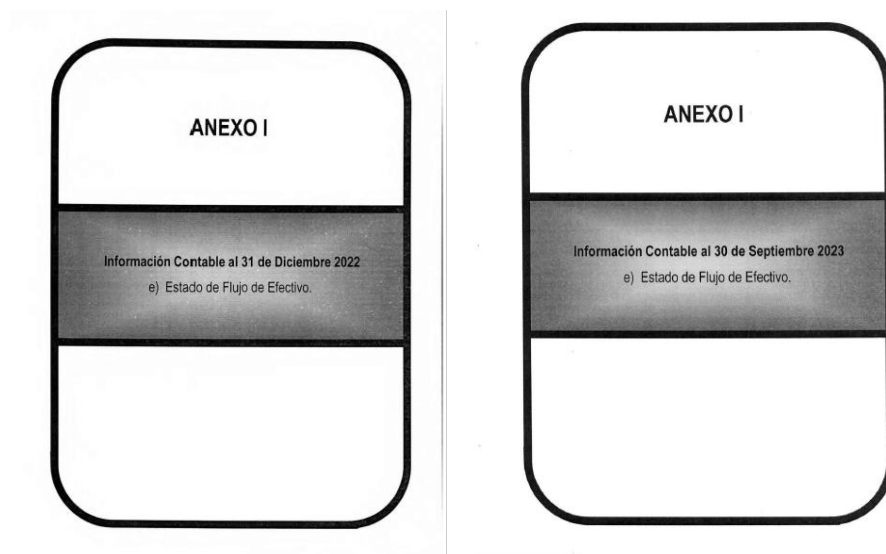 ANEXO I
Información Contable al 31 de Diciembre 2022
e) Estado de Flujo de Efectivo.
ANEXO I
Información Contable al 30 de Septiembre 2023
e) Estado de Flujo de Efectivo.